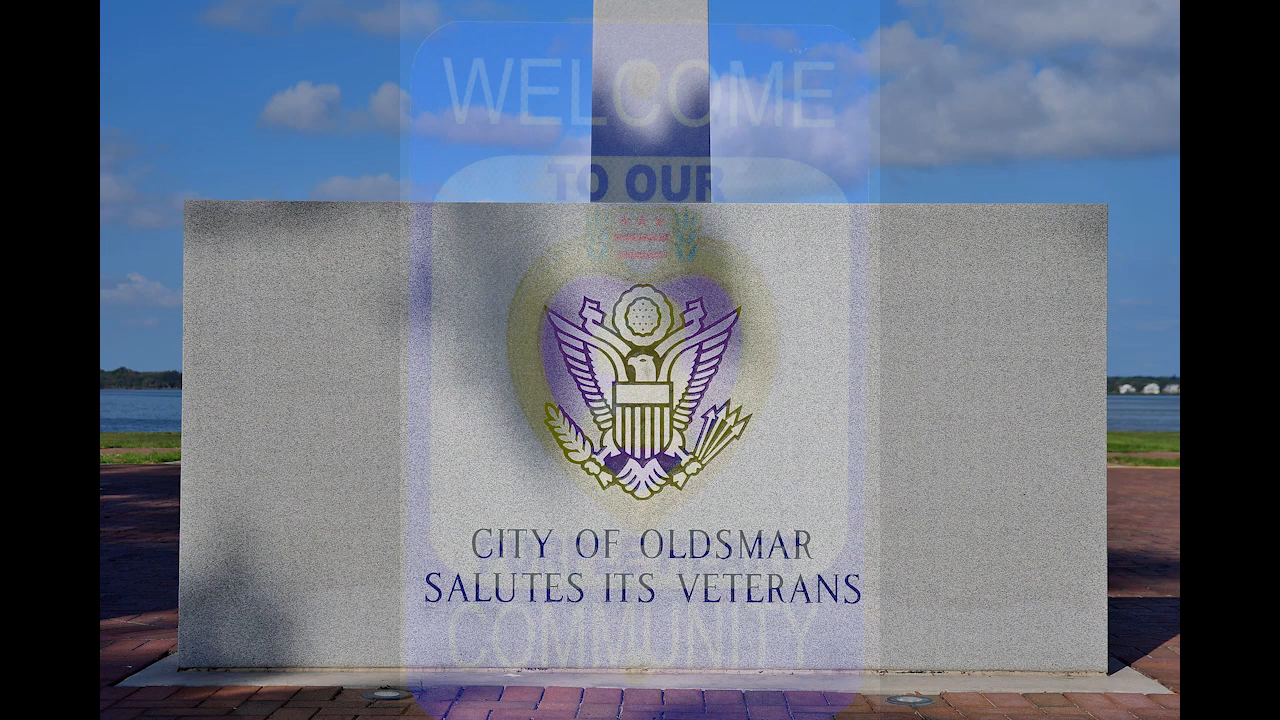 WELCOME
TO OUR
CITY OF OLDSMAR
SALUTES ITS VETERANS
COMMUNITY